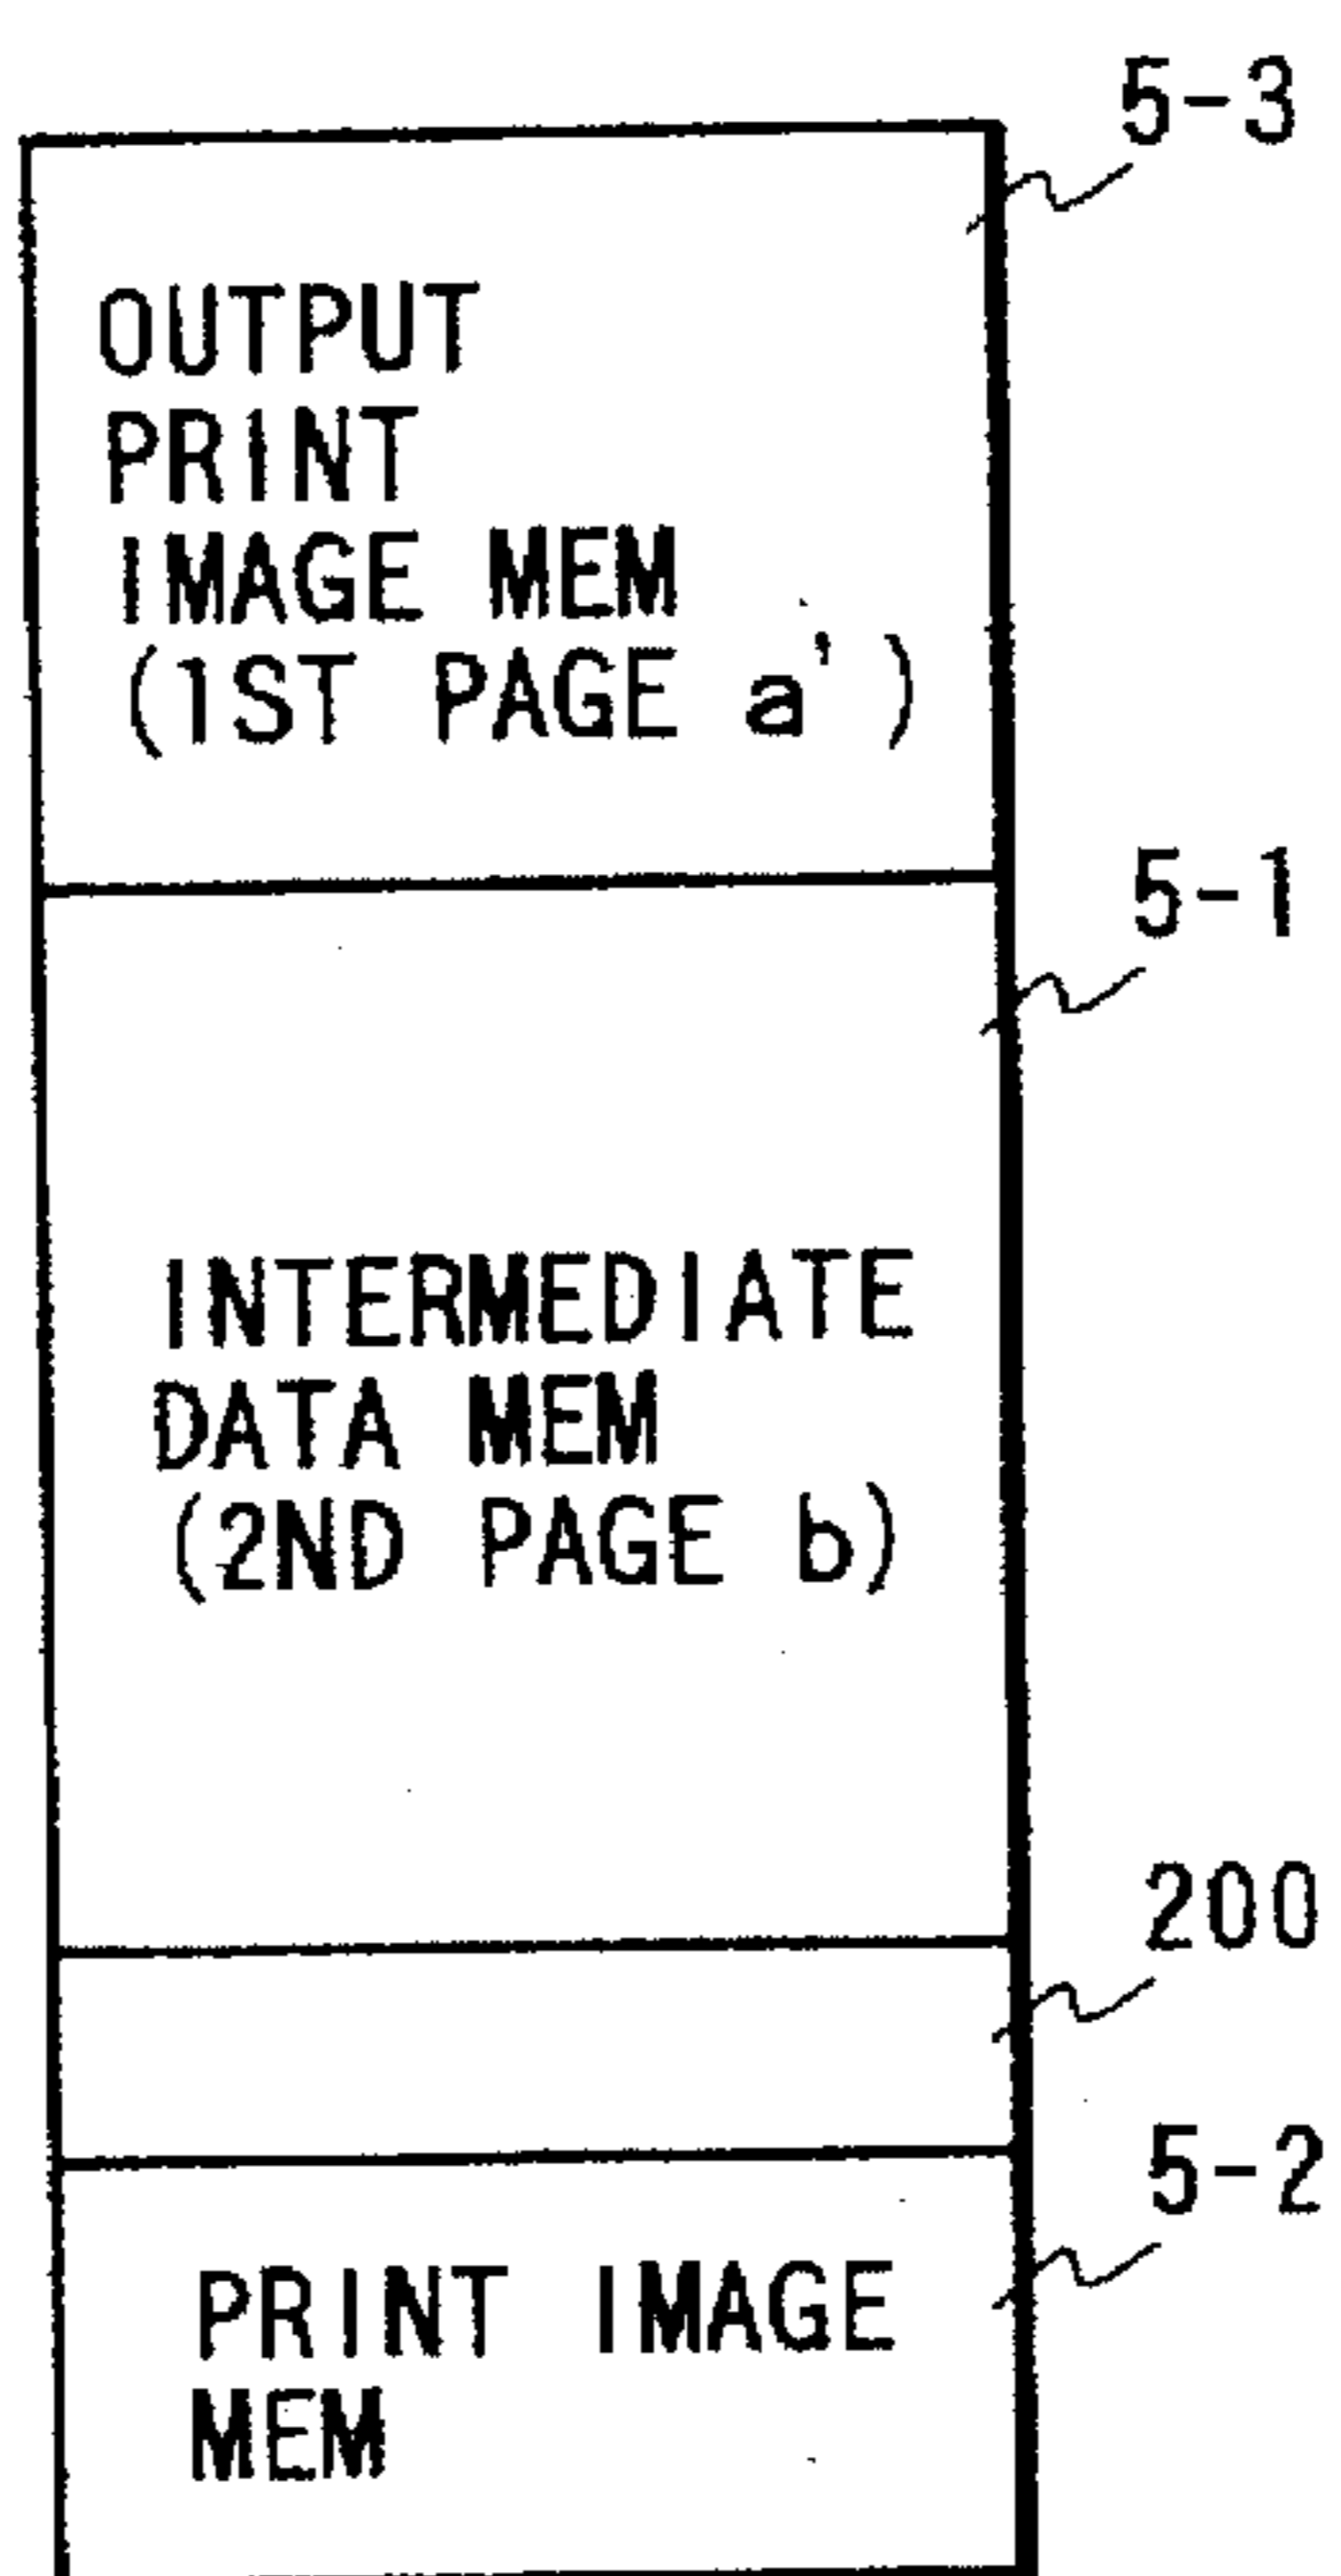 5-3
OUTPUT
PRINT
IMAGE MEM
(1ST PAGE a')
5-1
INTERMEDIATE
DATA MEM
(2ND PAGE b)
200
5-2
PRINT IMAGE
MEM